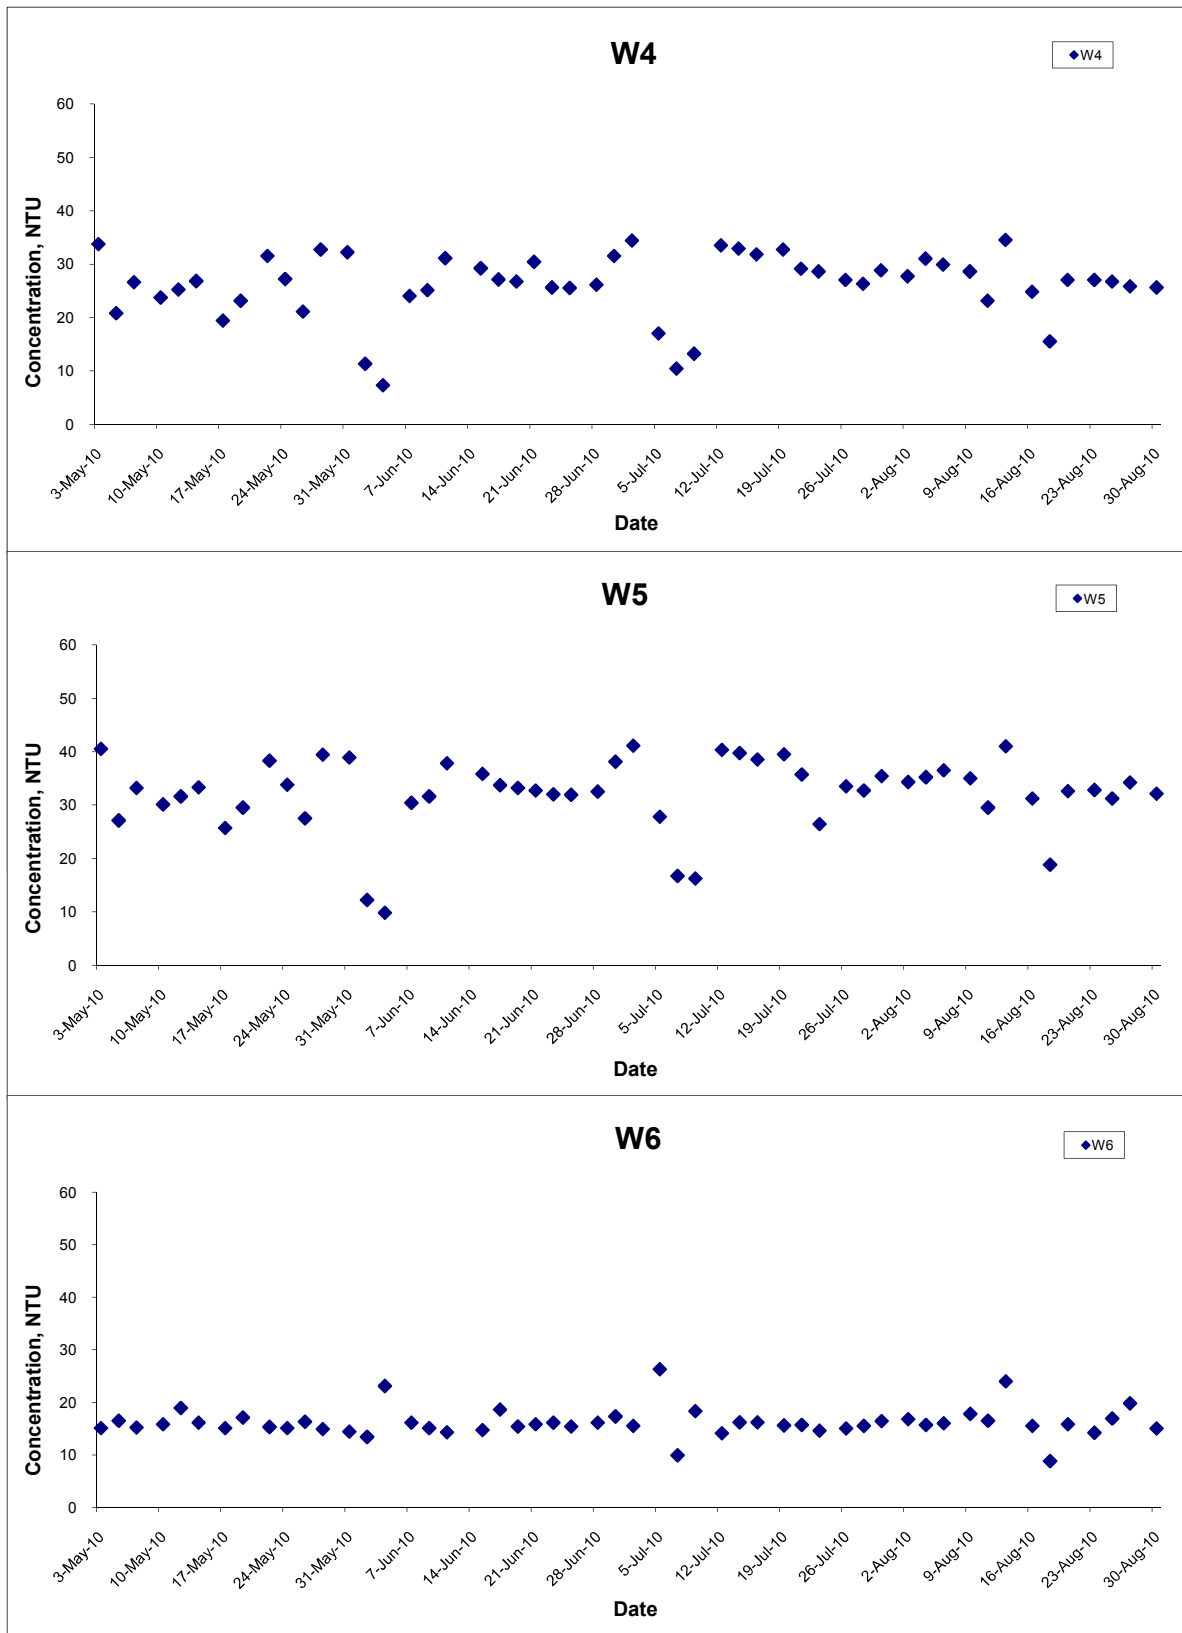 W4
W4
60
50
40
30
20
10
0
Concentration, NTU
3-May-10 10-May-10 17-May-10 24-May-10 31-May-10 7-Jun-10 14-Jun-10 21-Jun-10 28-Jun-10 5-Jul-10 12-Jul-10 19-Jul-10 26-Jul-10 2-Aug-10 9-Aug-10 16-Aug-10 23-Aug-10 30-Aug-10
Date
W5
W5
60
50
40
30
20
10
0
Concentration, NTU
3-May-10 10-May-10 17-May-10 24-May-10 31-May-10 7-Jun-10 14-Jun-10 21-Jun-10 28-Jun-10 5-Jul-10 12-Jul-10 19-Jul-10 26-Jul-10 2-Aug-10 9-Aug-10 16-Aug-10 23-Aug-10 30-Aug-10
Date
W6
W6
60
50
40
30
20
10
0
Concentration, NTU
3-May-10 10-May-10 17-May-10 24-May-10 31-May-10 7-Jun-10 14-Jun-10 21-Jun-10 28-Jun-10 5-Jul-10 12-Jul-10 19-Jul-10 26-Jul-10 2-Aug-10 9-Aug-10 16-Aug-10 23-Aug-10 30-Aug-10
Date